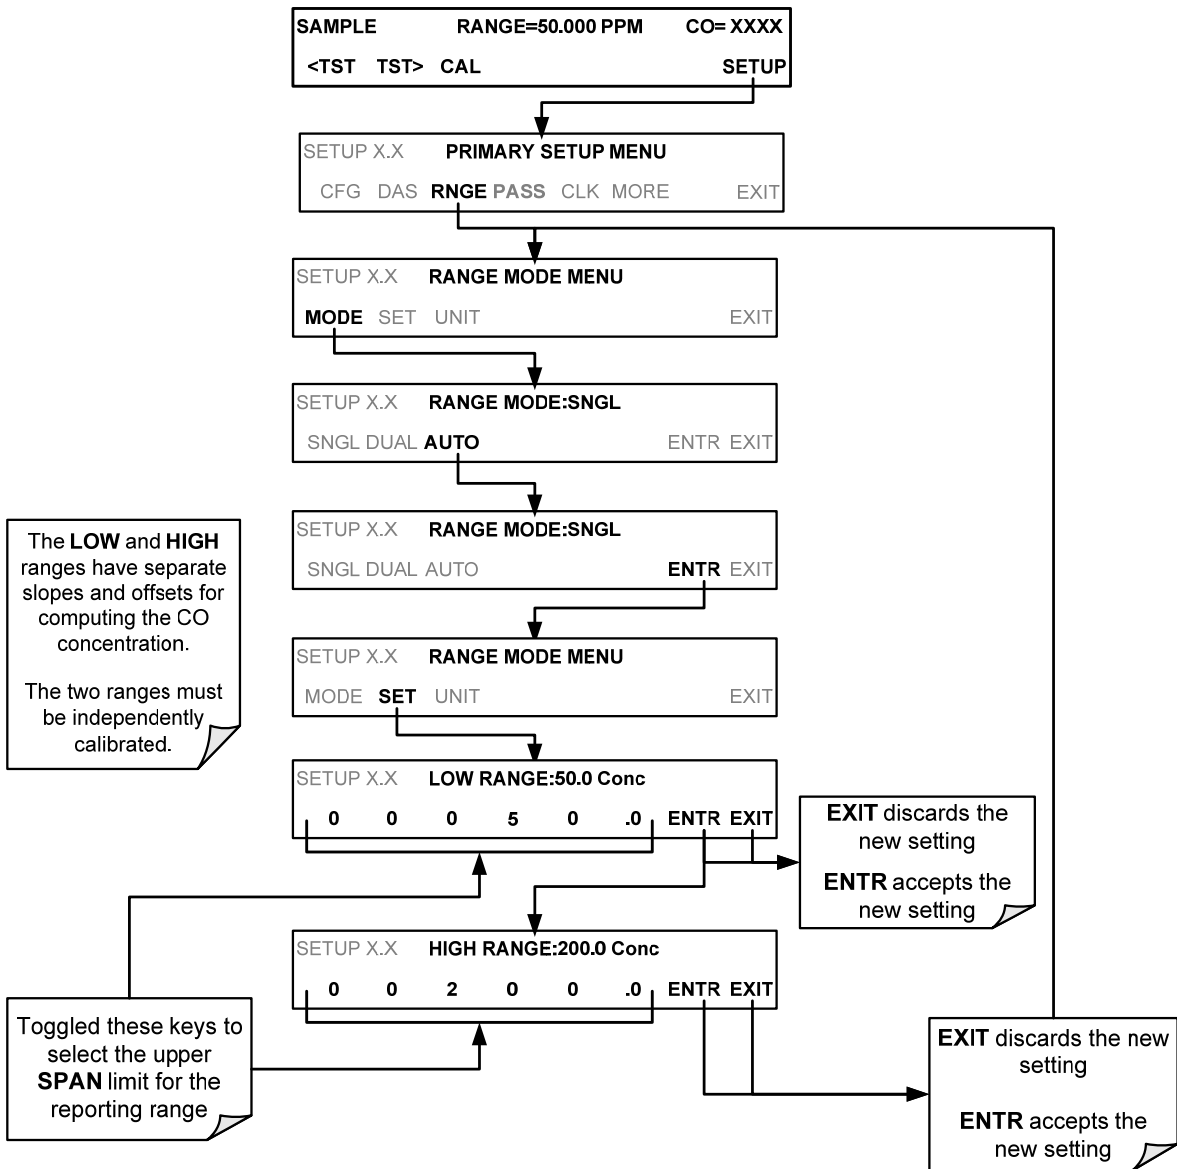 SAMPLE RANGE=50.000 PPM CO= XXXX
<TST TST> CAL SETUP
SETUP X.X PRIMARY SETUP MENU
CFG DAS RNGE PASS CLK MORE EXIT
SETUP X.X RANGE MODE MENU
MODE SET UNIT EXIT
SETUP X.X RANGE MODE:SNGL
SNGL DUAL AUTO ENTR EXIT
SETUP X.X RANGE MODE:SNGL
SNGL DUAL AUTO ENTR EXIT
The LOW and HIGH
ranges have separate
slopes and offsets for
computing the CO
concentration.
The two ranges must
be independently
calibrated.
SETUP X.X RANGE MODE MENU
MODE SET UNIT EXIT
SETUP X.X LOW RANGE:50.0 Conc
0 0 0 5 0 .0 ENTR EXIT
EXIT discards the
new setting
ENTR accepts the
new setting
SETUP X.X HIGH RANGE:200.0 Conc
0 0 2 0 0 .0 ENTR EXIT
Toggled these keys to
select the upper
SPAN limit for the
reporting range
EXIT discards the new
setting
ENTR accepts the
new setting